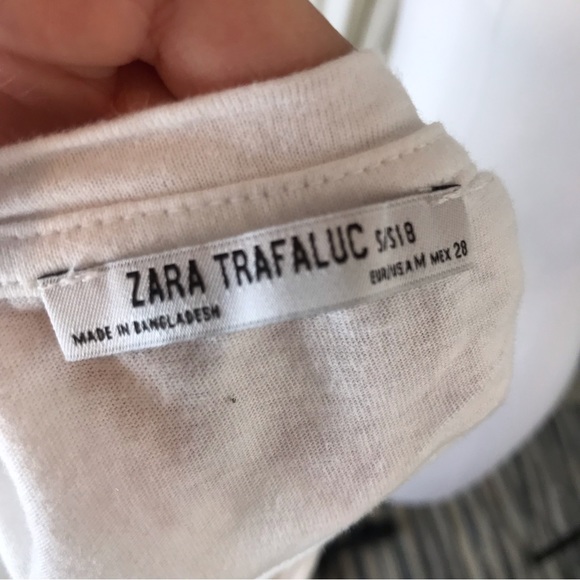 ZARA TRAFALUC S/S18
MADE IN BANGLADESH EUR/USA M MEX 28